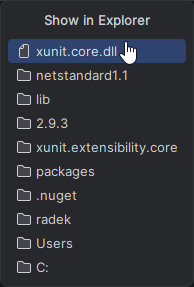 Show in Explorer
xunit.core.dll
netstandard1.1
lib
2.9.3
xunit.extensibility.core
packages
.nuget
radek
Users
C: